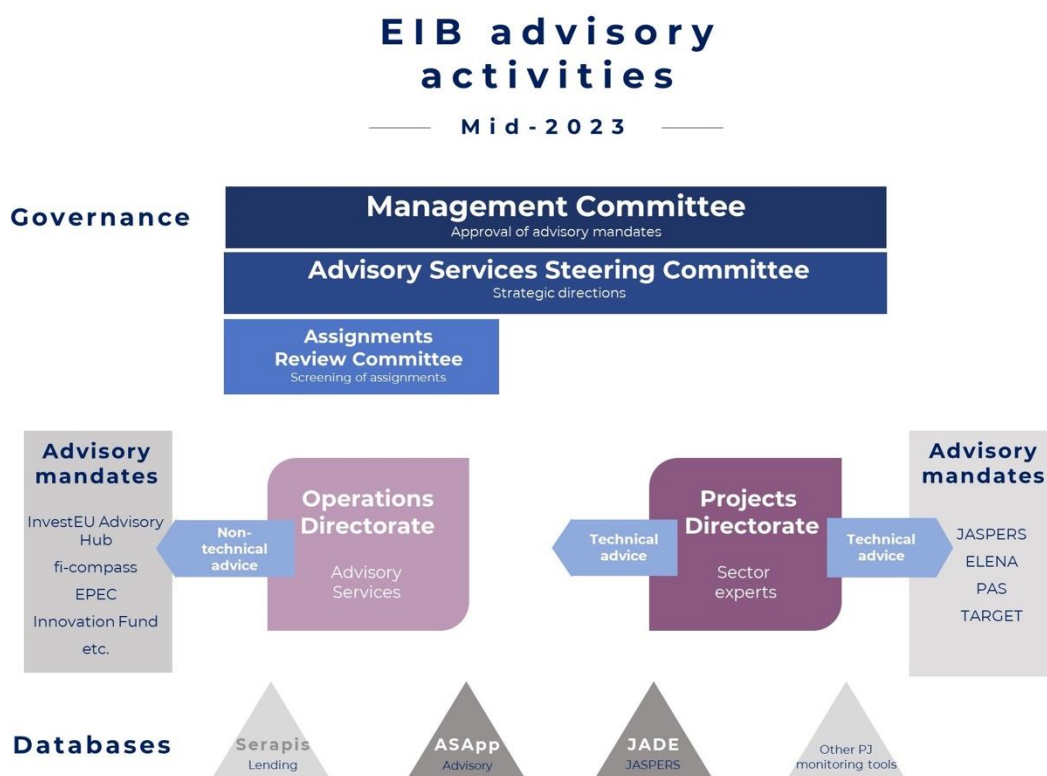 EIB advisory
activities
Mid-2023
Governance
Management Committee
Approval of advisory mandates
Advisory Services Steering Committee
Strategic directions
Assignments
Review Committee
Screening of assignments
Advisory
mandates
InvestEU Advisory
Hub
fi-compass
EPEC
Innovation Fund
etc.
Non-
technical
advice
Operations
Directorate
Advisory
Services
Technical
advice
Projects
Directorate
Sector
experts
Technical
advice
Advisory
mandates
JASPERS
ELENA
PAS
TARGET
Databases
Serapis
Lending
ASApp
Advisory
JADE
JASPERS
Other PJ
monitoring tools